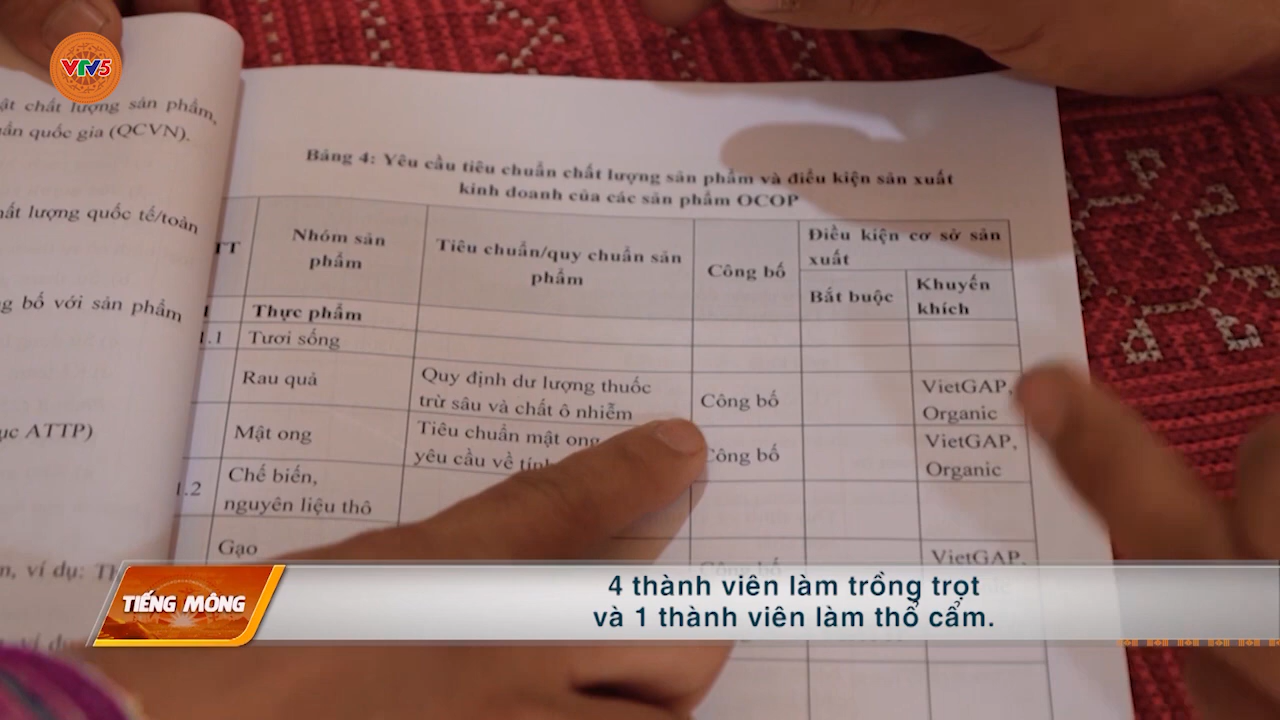 VTV5
ật chất lượng sản phẩm,
ẩn quốc gia (QCVN).
ất lượng quốc tế/toàn
g bố với sản phẩm
ục ATTP)
Bảng 4: Yêu cầu tiêu chuẩn chất lượng sản phẩm và điều kiện sản xuất
kinh doanh của các sản phẩm OCOP
TT
Nhóm sản
phẩm
Tiêu chuẩn/quy chuẩn sản
phẩm
Công bố
Điều kiện cơ sở sản
xuất
Bắt buộc
Khuyến
khích
Thực phẩm
1.1 Tươi sống
Rau quả
Quy định dư lượng thuốc
trừ sâu và chất ô nhiễm
Công bố
VietGAP,
Organic
Mật ong
Tiêu chuẩn mật ong
yêu cầu về tính
Công bố
VietGAP,
Organic
1.2
Chế biến,
nguyên liệu thô
Gạo
Công bố
VietGAP,
ví dụ:
TIẾNG MÔNG
4 thành viên làm trồng trọt
và 1 thành viên làm thổ cẩm.